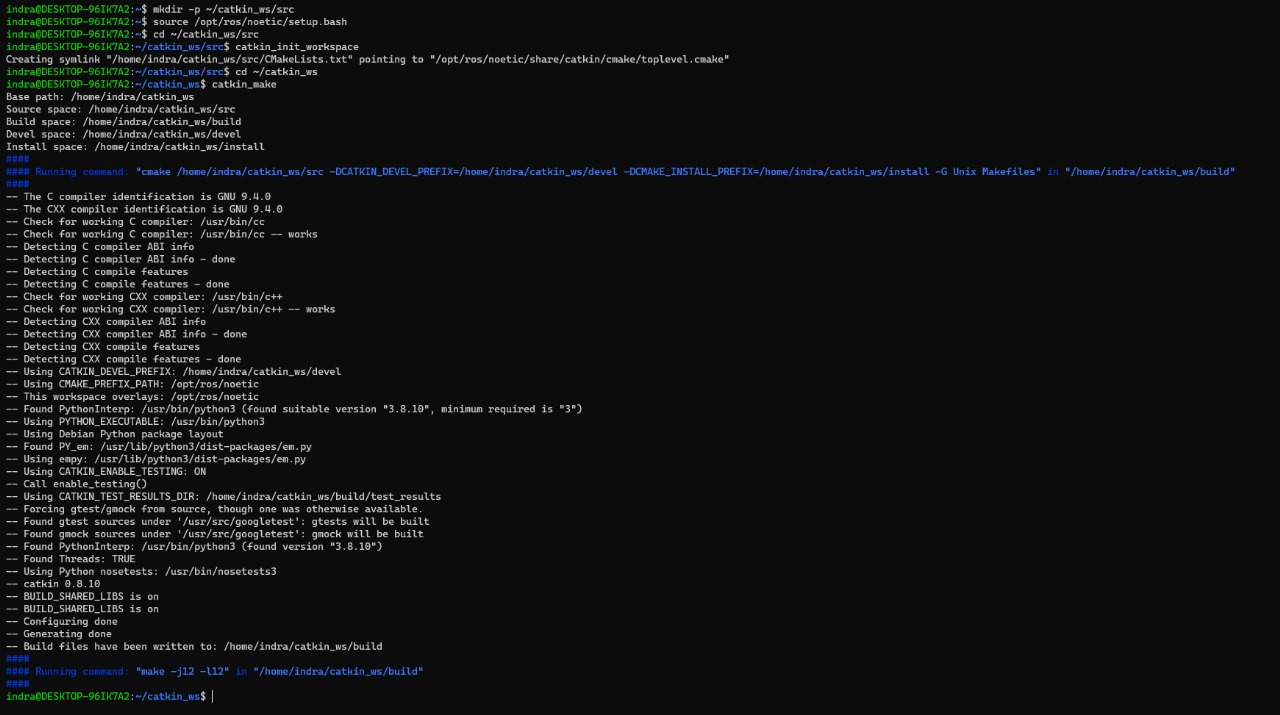 indra@DESKTOP-96IK7A2:~$ mkdir -p ~/catkin_ws/src
indra@DESKTOP-96IK7A2:~$ source /opt/ros/noetic/setup.bash
indra@DESKTOP-96IK7A2:~$ cd ~/catkin_ws/src
indra@DESKTOP-96IK7A2:~/catkin_ws/src$ catkin_init_workspace
Creating symlink "/home/indra/catkin_ws/src/CMakeLists.txt" pointing to "/opt/ros/noetic/share/catkin/cmake/toplevel.cmake"
indra@DESKTOP-96IK7A2:~/catkin_ws/src$ cd ~/catkin_ws
indra@DESKTOP-96IK7A2:~/catkin_ws$ catkin_make
Base path: /home/indra/catkin_ws
Source space: /home/indra/catkin_ws/src
Build space: /home/indra/catkin_ws/build
Devel space: /home/indra/catkin_ws/devel
Install space: /home/indra/catkin_ws/install
####
#### Running command: "cmake /home/indra/catkin_ws/src -DCATKIN_DEVEL_PREFIX=/home/indra/catkin_ws/devel -DCMAKE_INSTALL_PREFIX=/home/indra/catkin_ws/install -G Unix Makefiles" in "/home/indra/catkin_ws/build"
####
-- The C compiler identification is GNU 9.4.0
-- The CXX compiler identification is GNU 9.4.0
-- Check for working C compiler: /usr/bin/cc
-- Check for working C compiler: /usr/bin/cc -- works
-- Detecting C compiler ABI info
-- Detecting C compiler ABI info - done
-- Detecting C compile features
-- Detecting C compile features - done
-- Check for working CXX compiler: /usr/bin/c++
-- Check for working CXX compiler: /usr/bin/c++ -- works
-- Detecting CXX compiler ABI info
-- Detecting CXX compiler ABI info - done
-- Detecting CXX compile features
-- Detecting CXX compile features - done
-- Using CATKIN_DEVEL_PREFIX: /home/indra/catkin_ws/devel
-- Using CMAKE_PREFIX_PATH: /opt/ros/noetic
-- This workspace overlays: /opt/ros/noetic
-- Found PythonInterp: /usr/bin/python3 (found suitable version "3.8.10", minimum required is "3")
-- Using PYTHON_EXECUTABLE: /usr/bin/python3
-- Using Debian Python package layout
-- Found PY_em: /usr/lib/python3/dist-packages/em.py
-- Using empy: /usr/lib/python3/dist-packages/em.py
-- Using CATKIN_ENABLE_TESTING: ON
-- Call enable_testing()
-- Using CATKIN_TEST_RESULTS_DIR: /home/indra/catkin_ws/build/test_results
-- Forcing gtest/gmock from source, though one was otherwise available.
-- Found gtest sources under '/usr/src/googletest': gtests will be built
-- Found gmock sources under '/usr/src/googletest': gmock will be built
-- Found PythonInterp: /usr/bin/python3 (found version "3.8.10")
-- Found Threads: TRUE
-- Using Python nosetests: /usr/bin/nosetests3
-- catkin 0.8.10
-- BUILD_SHARED_LIBS is on
-- BUILD_SHARED_LIBS is on
-- Configuring done
-- Generating done
-- Build files have been written to: /home/indra/catkin_ws/build
####
#### Running command: "make -j12 -l12" in "/home/indra/catkin_ws/build"
####
indra@DESKTOP-96IK7A2:~/catkin_ws$